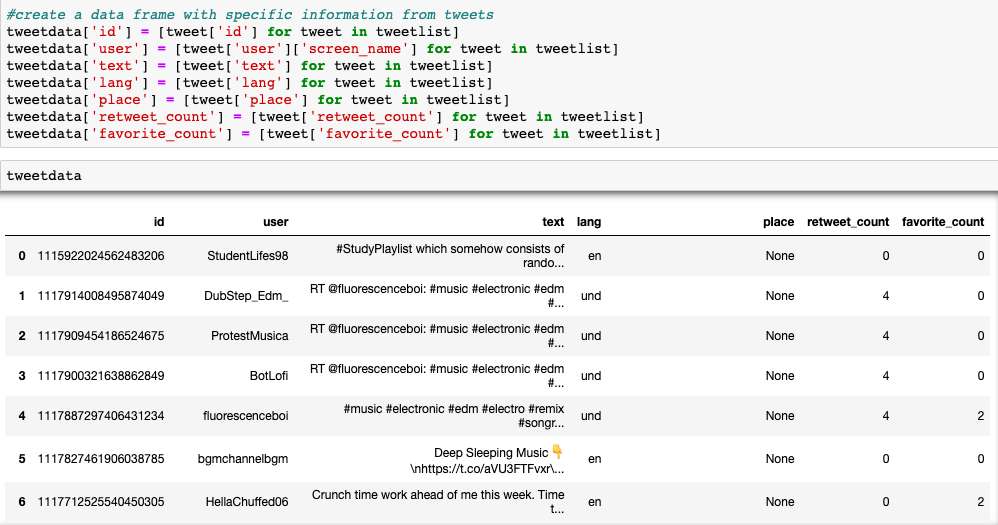 #create a data frame with specific information from tweets
tweetdata['id'] = [tweet['id'] for tweet in tweetlist]
tweetdata['user'] = [tweet['user']['screen_name'] for tweet in tweetlist]
tweetdata['text'] = [tweet['text'] for tweet in tweetlist]
tweetdata['lang'] = [tweet['lang'] for tweet in tweetlist]
tweetdata['place'] = [tweet['place'] for tweet in tweetlist]
tweetdata['retweet_count'] = [tweet['retweet_count'] for tweet in tweetlist]
tweetdata['favorite_count'] = [tweet['favorite_count'] for tweet in tweetlist]
tweetdata
id user text lang place retweet_count favorite_count
0 1115922024562483206 StudentLifes98 #StudyPlaylist which somehow consists of en None 0 0
rando...
1 1117914008495874049 DubStep_Edm_ RT @fluorescenceboi: #music #electronic #edm und None 4 0
#...
2 1117909454186524675 ProtestMusica RT @fluorescenceboi: #music #electronic #edm und None 4 0
#...
3 1117900321638862849 BotLofi RT @fluorescenceboi: #music #electronic #edm und None 4 0
#...
4 1117887297406431234 fluorescenceboi #music #electronic #edm #electro #remix und None 4 2
#songr...
5 1117827461906038785 bgmchannelbgm Deep Sleeping Music 👇 en None 0 0
\nhttps://t.co/aVU3FTFvxr\...
6 1117712525540450305 HellaChuffed06 Crunch time work ahead of me this week. Time en None 0 2
t...